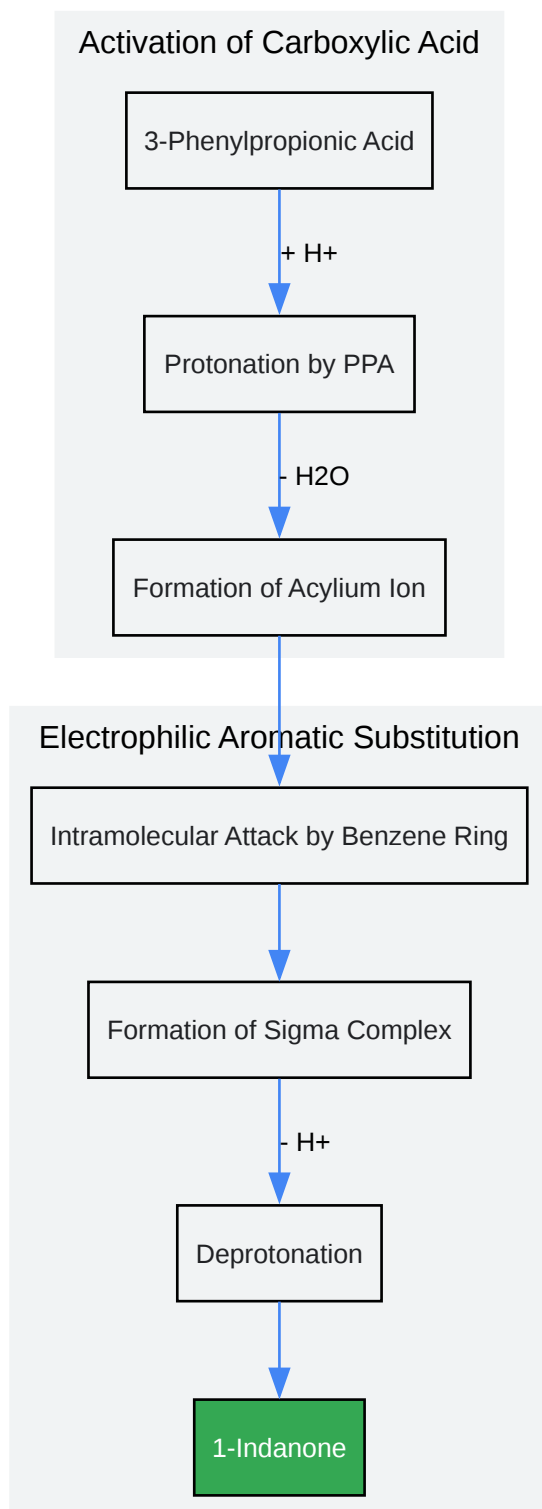 Activation of Carboxylic Acid
3-Phenylpropionic Acid
+ H+
Protonation by PPA
- H2O
Formation of Acylium Ion
Electrophilic Aromatic Substitution
Intramolecular Attack by Benzene Ring
Formation of Sigma Complex
- H+
Deprotonation
1-Indanone